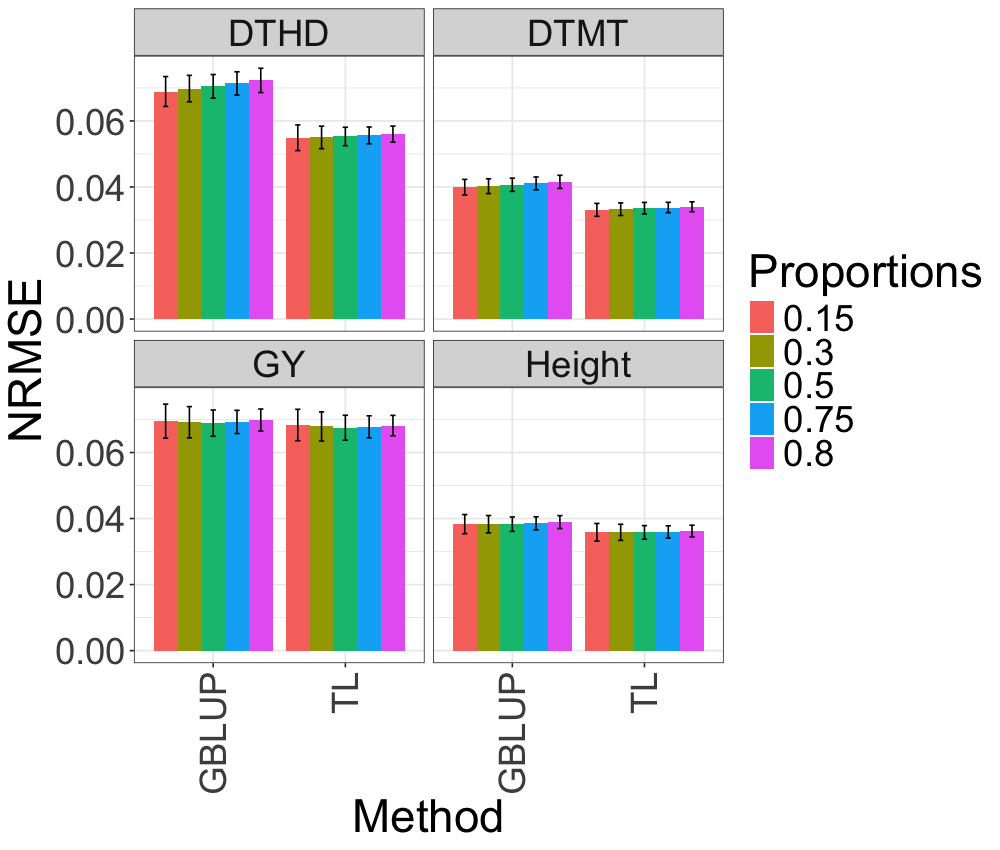 DTHD
DTMT
0.06
0.04
0.02
0.00
GY
Height
0.06
0.04
0.02
0.00
NRMSE
GBLUP
TL
GBLUP
TL
Method
Proportions
0.15
0.3
0.5
0.75
0.8